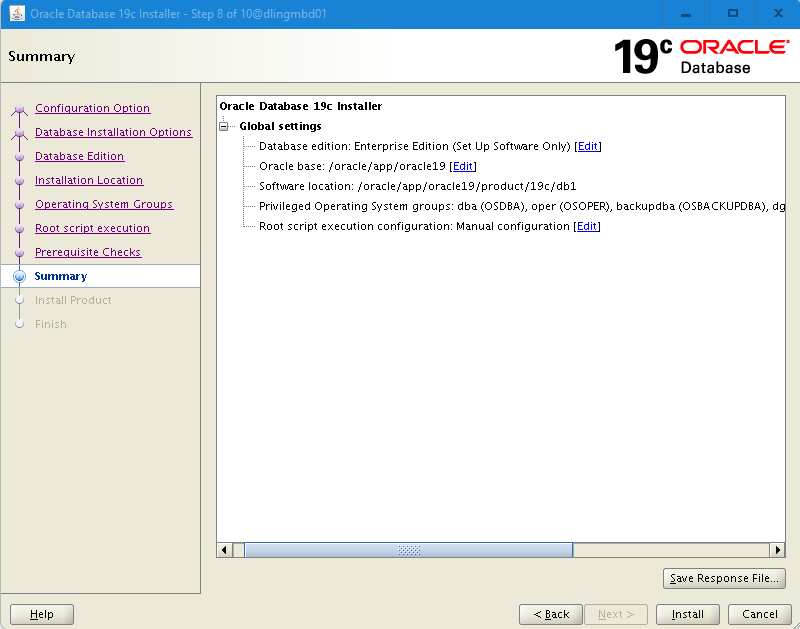 Oracle Database 19c Installer - Step 8 of 10@dlingmbd01
Summary
19c ORACLE
Database
Configuration Option
Database Installation Options
Database Edition
Installation Location
Operating System Groups
Root script execution
Prerequisite Checks
Summary
Install Product
Finish
Oracle Database 19c Installer
Global settings
Database edition: Enterprise Edition (Set Up Software Only) [Edit]
Oracle base: /oracle/app/oracle19 [Edit]
Software location: /oracle/app/oracle19/product/19c/db1
Privileged Operating System groups: dba (OSDBA), oper (OSOPER), backupdba (OSBACKUPDBA), dg
Root script execution configuration: Manual configuration [Edit]
Save Response File...
Help
< Back
Next >
Install
Cancel